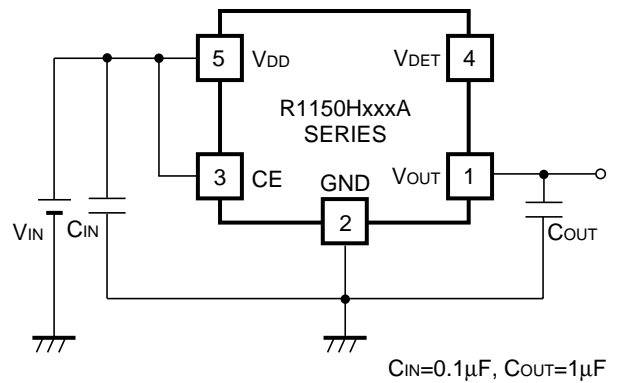 5 VDD
VDET 4
R1150HxxxA
SERIES
3 CE
GND
VOUT 1
2
VIN
CIN
COUT
CIN=0.1μF, COUT=1μF